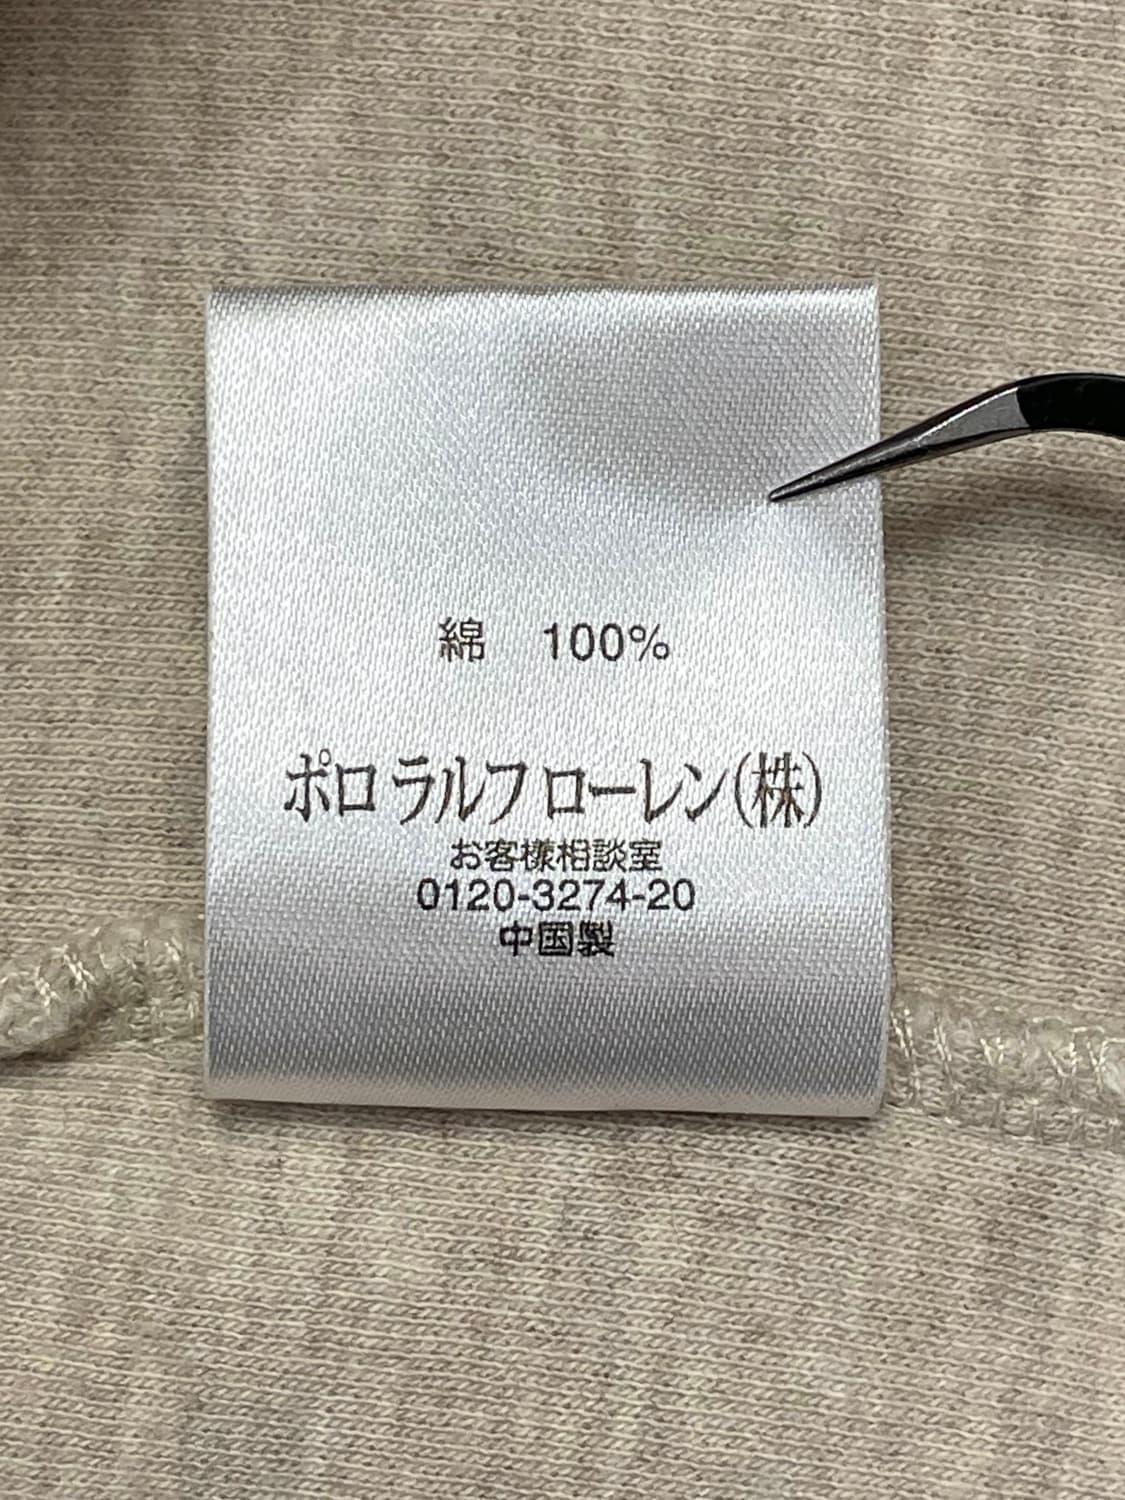 綿　100%
ポロ ラルフ ローレン(株)
お客様相談室
0120-3274-20
中国製